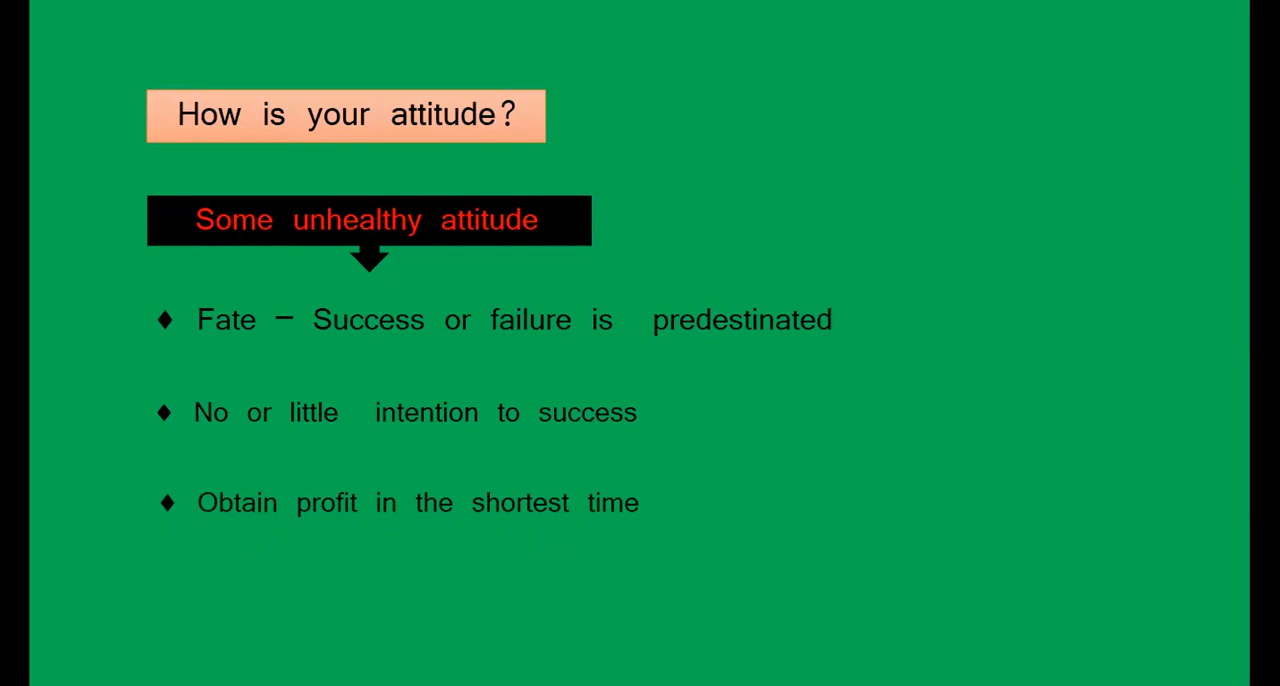 How is your attitude?
Some unhealthy attitude
♦ Fate – Success or failure is predestinated
♦ No or little intention to success
♦ Obtain profit in the shortest time